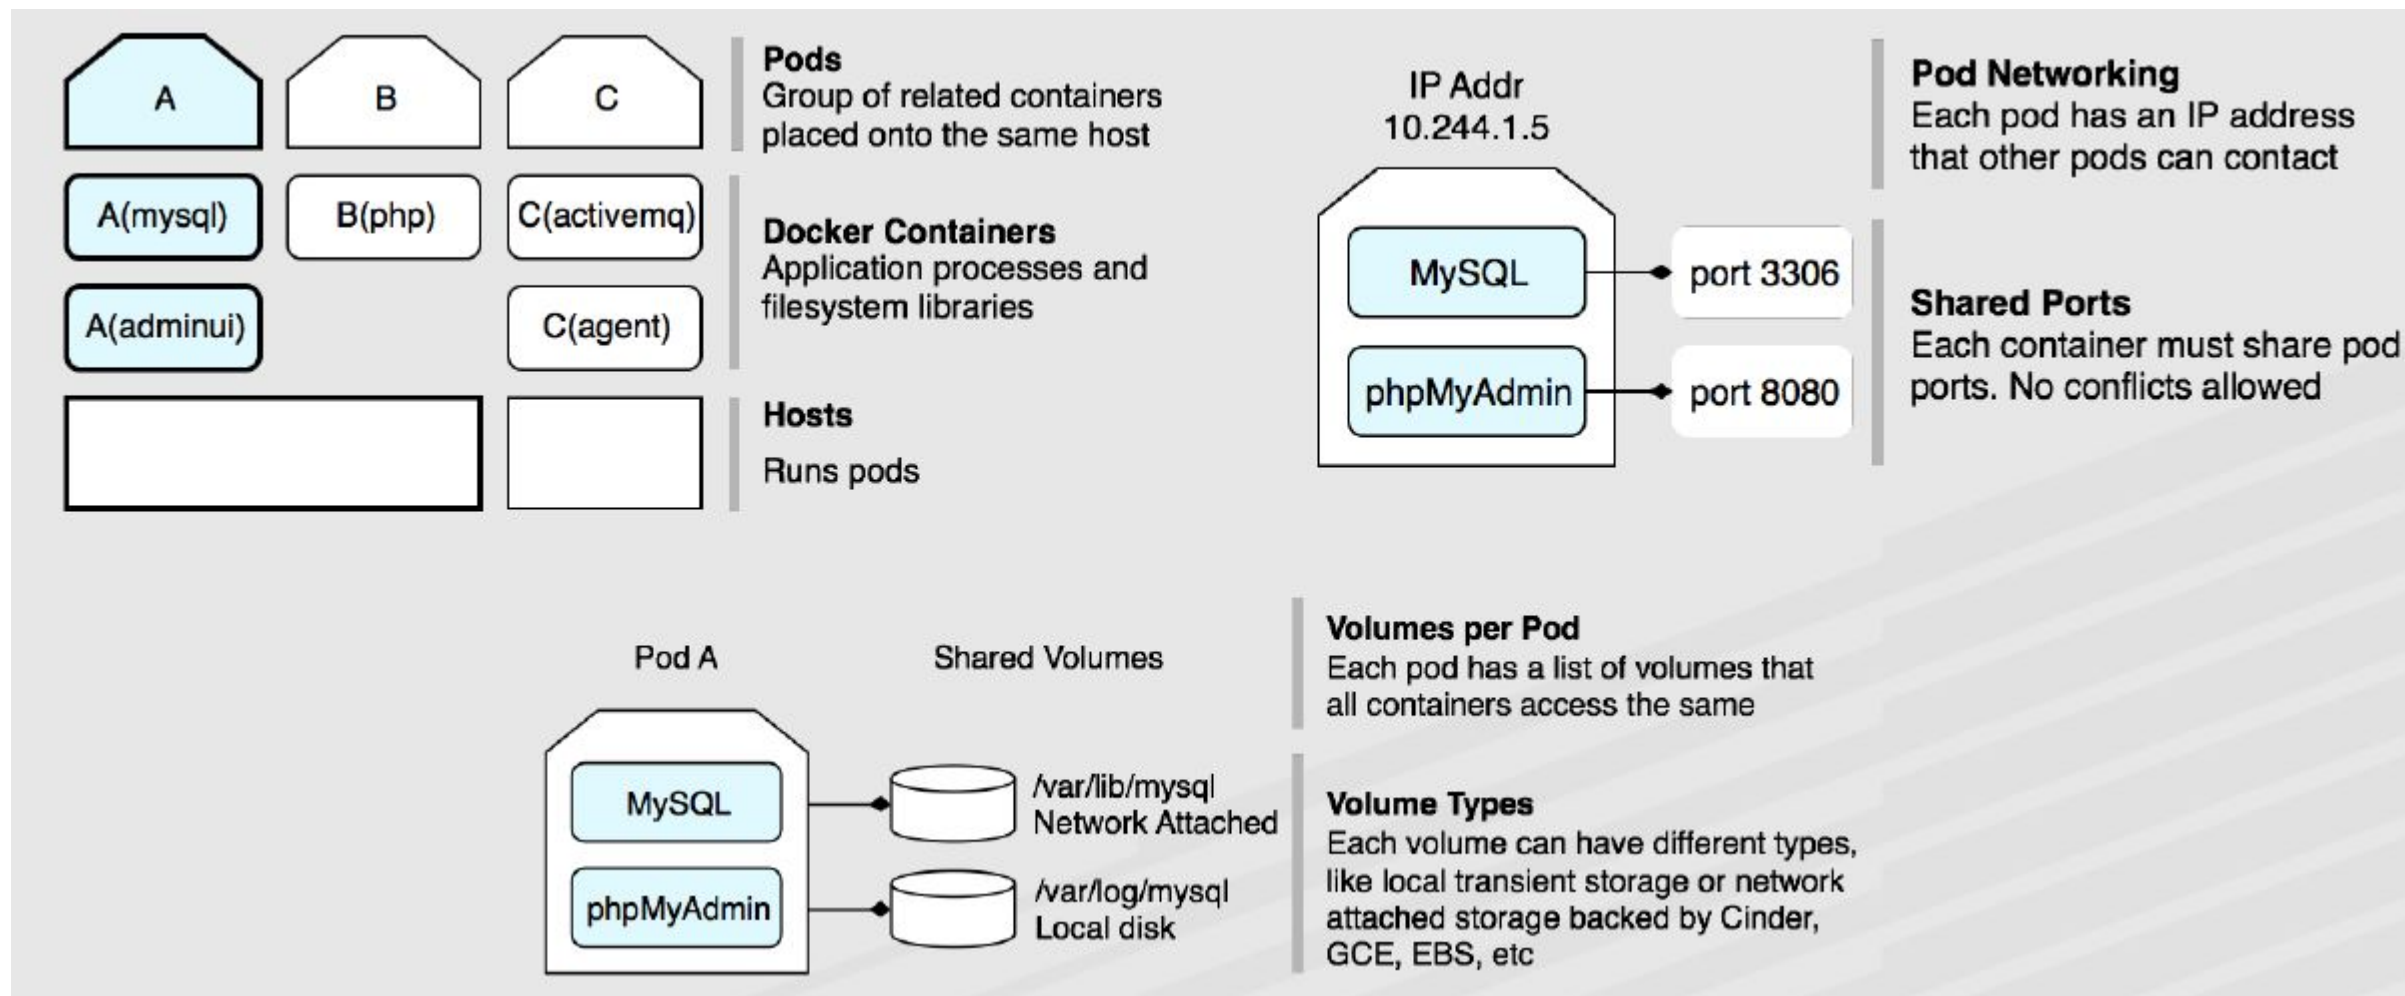 A
B
C
Pods
Group of related containers
placed onto the same host
A(mysql)
B(php)
C(activemq)
A(adminui)
C(agent)
Docker Containers
Application processes and
filesystem libraries
Hosts
Runs pods
IP Addr
10.244.1.5
MySQL
port 3306
phpMyAdmin
port 8080
Pod Networking
Each pod has an IP address
that other pods can contact
Shared Ports
Each container must share pod
ports. No conflicts allowed
Pod A
Shared Volumes
MySQL
/var/lib/mysql
Network Attached
phpMyAdmin
/var/log/mysql
Local disk
Volumes per Pod
Each pod has a list of volumes that
all containers access the same
Volume Types
Each volume can have different types,
like local transient storage or network
attached storage backed by Cinder,
GCE, EBS, etc